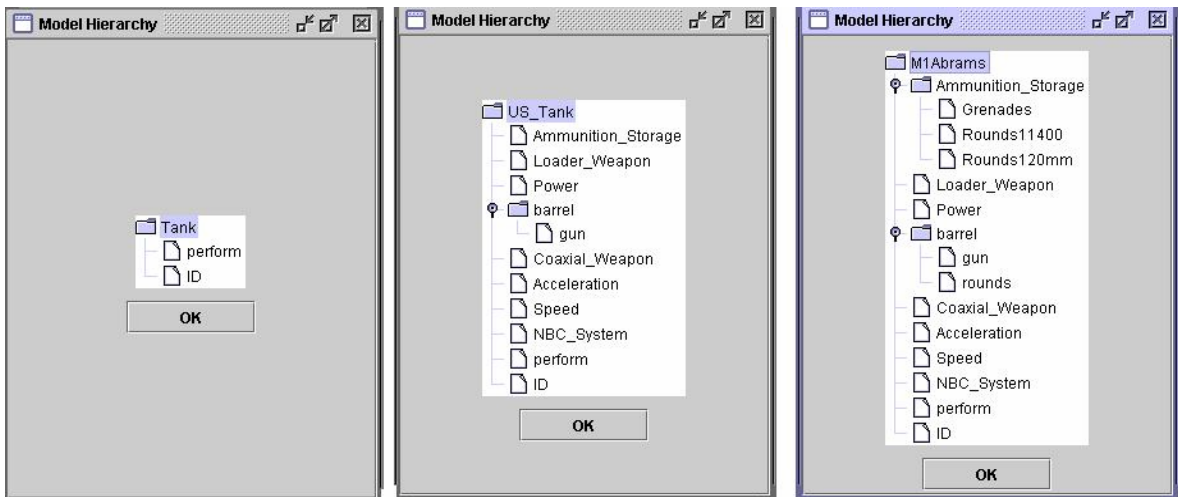 Model Hierarchy
Tank
perform
ID
OK
Model Hierarchy
US_Tank
Ammunition_Storage
Loader_Weapon
Power
barrel
gun
Coaxial_Weapon
Acceleration
Speed
NBC_System
perform
ID
OK
Model Hierarchy
M1Abrams
Ammunition_Storage
Grenades
Rounds11400
Rounds120mm
Loader_Weapon
Power
barrel
gun
rounds
Coaxial_Weapon
Acceleration
Speed
NBC_System
perform
ID
OK